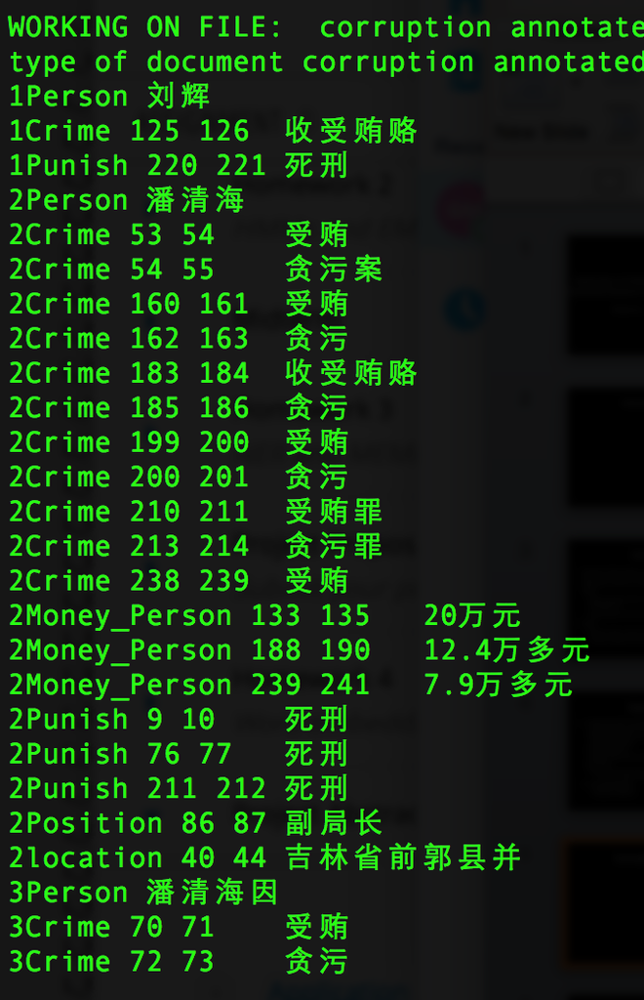 WORKING ON FILE: corruption annotate
type of document corruption annotated
1Person 刘辉
1Crime 125 126 收受贿赂
1Punish 220 221 死刑
2Person 潘清海
2Crime 53 54 受贿
2Crime 54 55 贪污案
2Crime 160 161 受贿
2Crime 162 163 贪污
2Crime 183 184 收受贿赂
2Crime 185 186 贪污
2Crime 199 200 受贿
2Crime 200 201 贪污
2Crime 210 211 受贿罪
2Crime 213 214 贪污罪
2Crime 238 239 受贿
2Money_Person 133 135 20万元
2Money_Person 188 190 12.4万多元
2Money_Person 239 241 7.9万多元
2Punish 9 10 死刑
2Punish 76 77 死刑
2Punish 211 212 死刑
2Position 86 87 副局长
2location 40 44 吉林省前郭县并
3Person 潘清海因
3Crime 70 71 受贿
3Crime 72 73 贪污